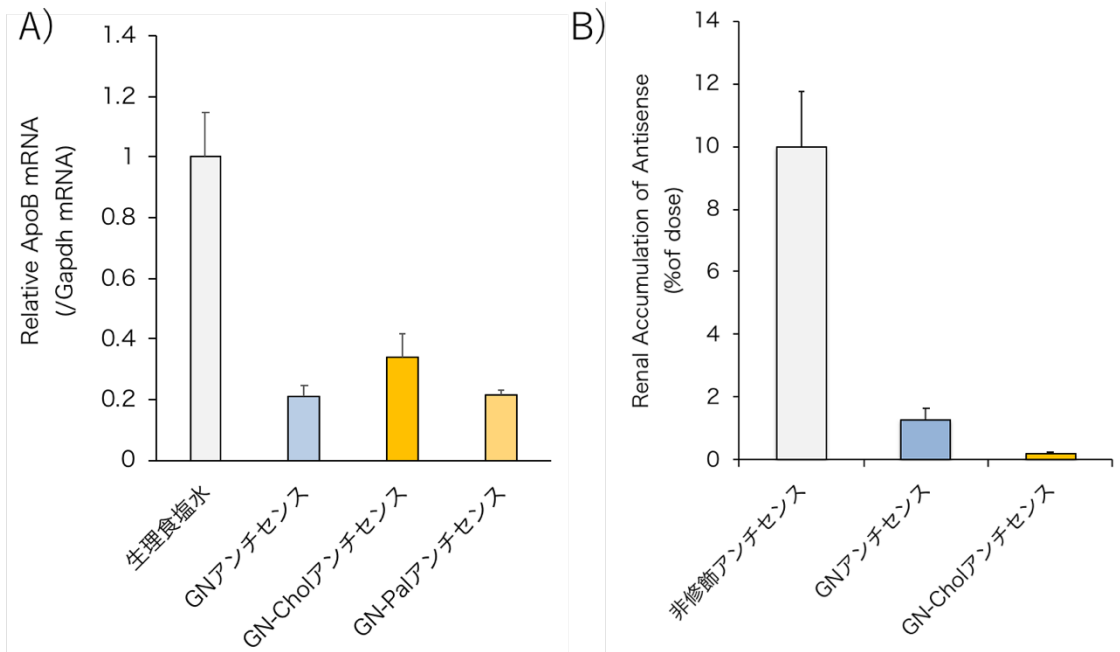 A)
Relative ApoB mRNA
(/Gapdh mRNA)
1.4
1.2
1
0.8
0.6
0.4
0.2
0
生理食塩水
GNアンチセンス
GN-Cholアンチセンス
GN-Palアンチセンス
B)
Renal Accumulation of Antisense
(%of dose)
14
12
10
8
6
4
2
0
非修飾アンチセンス
GNアンチセンス
GN-Cholアンチセンス